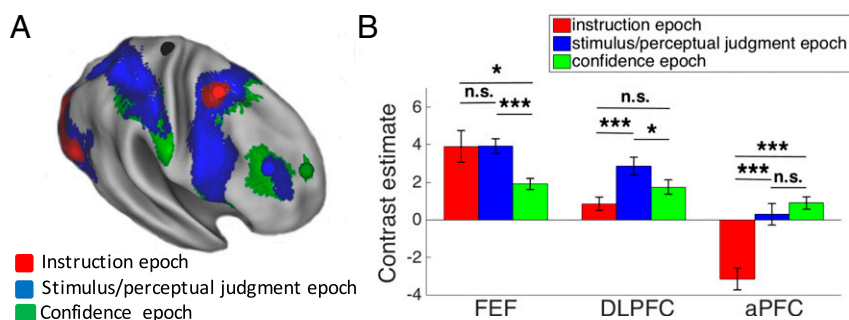 A
Instruction epoch
Stimulus/perceptual judgment epoch
Confidence epoch
B
instruction epoch
stimulus/perceptual judgment epoch
confidence epoch
Contrast estimate
6
4
2
0
-2
-4
*
n.s. ***
n.s.
*** *
***
***
n.s.
FEF DLPFC aPFC